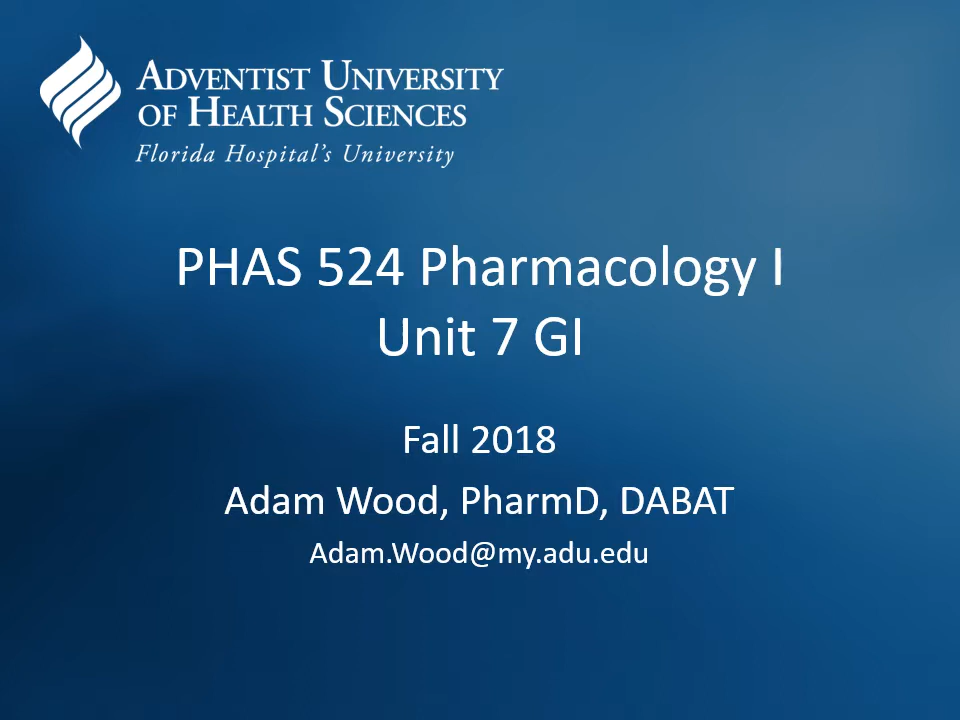 ADVENTIST UNIVERSITY
OF HEALTH SCIENCES
Florida Hospital's University
PHAS 524 Pharmacology I
Unit 7 GI
Fall 2018
Adam Wood, PharmD, DABAT
Adam.Wood@my.adu.edu